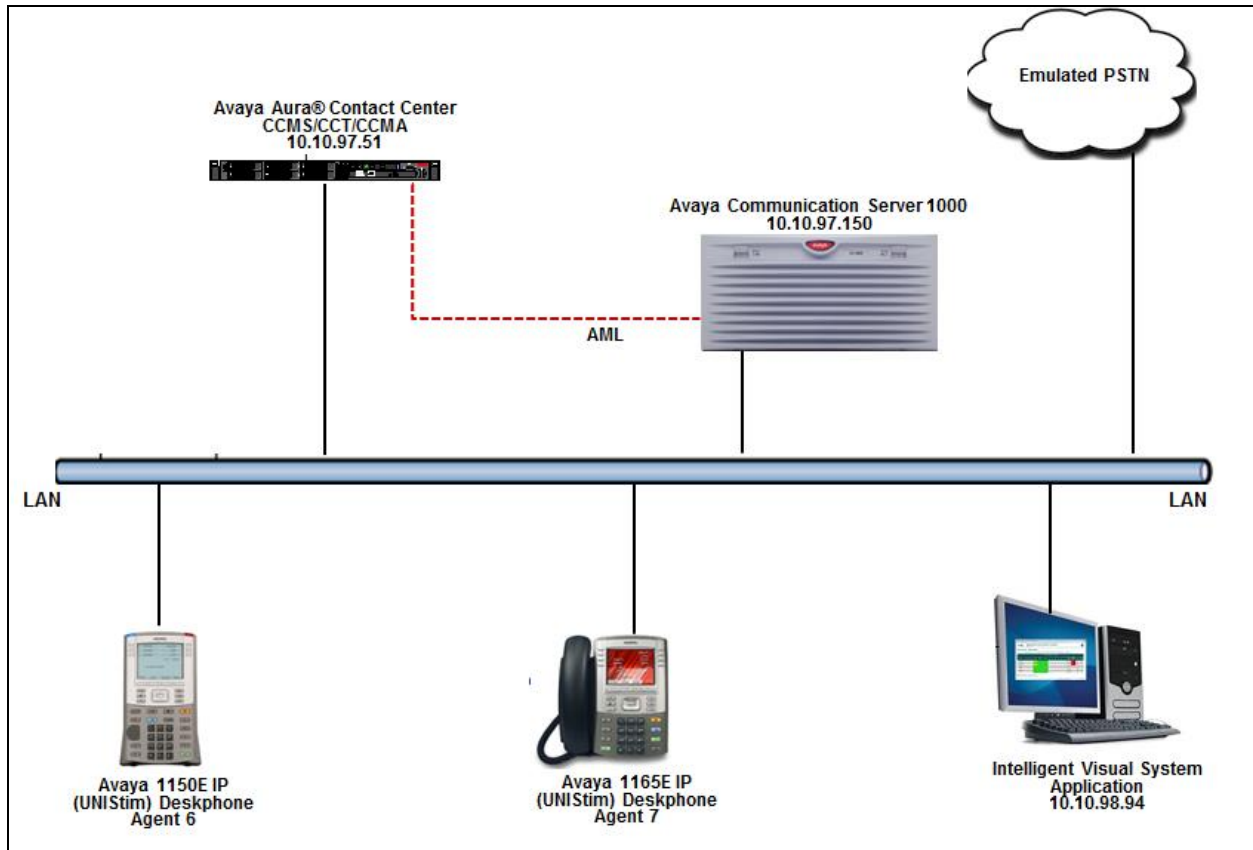 Emulated PSTN
Avaya Aura® Contact Center
CCMS/CCT/CCMA
10.10.97.51
Avaya Communication Server 1000
10.10.97.150
AML
LAN
LAN
Avaya 1150E IP
(UNIStim) Deskphone
Agent 6
Avaya 1165E IP
(UNIStim) Deskphone
Agent 7
Intelligent Visual System
Application
10.10.98.94